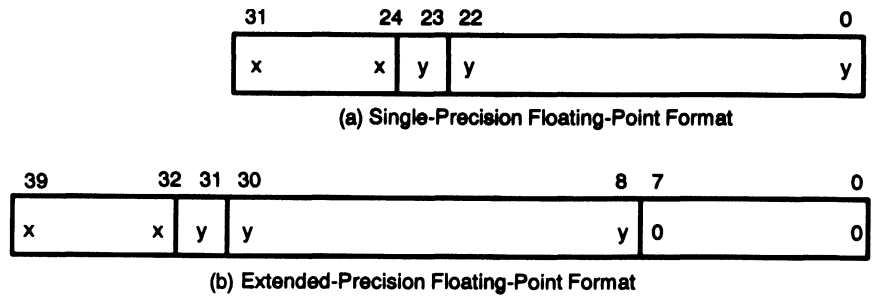 31 24 23 22 0
x x y y y
(a) Single-Precision Floating-Point Format
39 32 31 30 8 7 0
x x y y y 0 0
(b) Extended-Precision Floating-Point Format